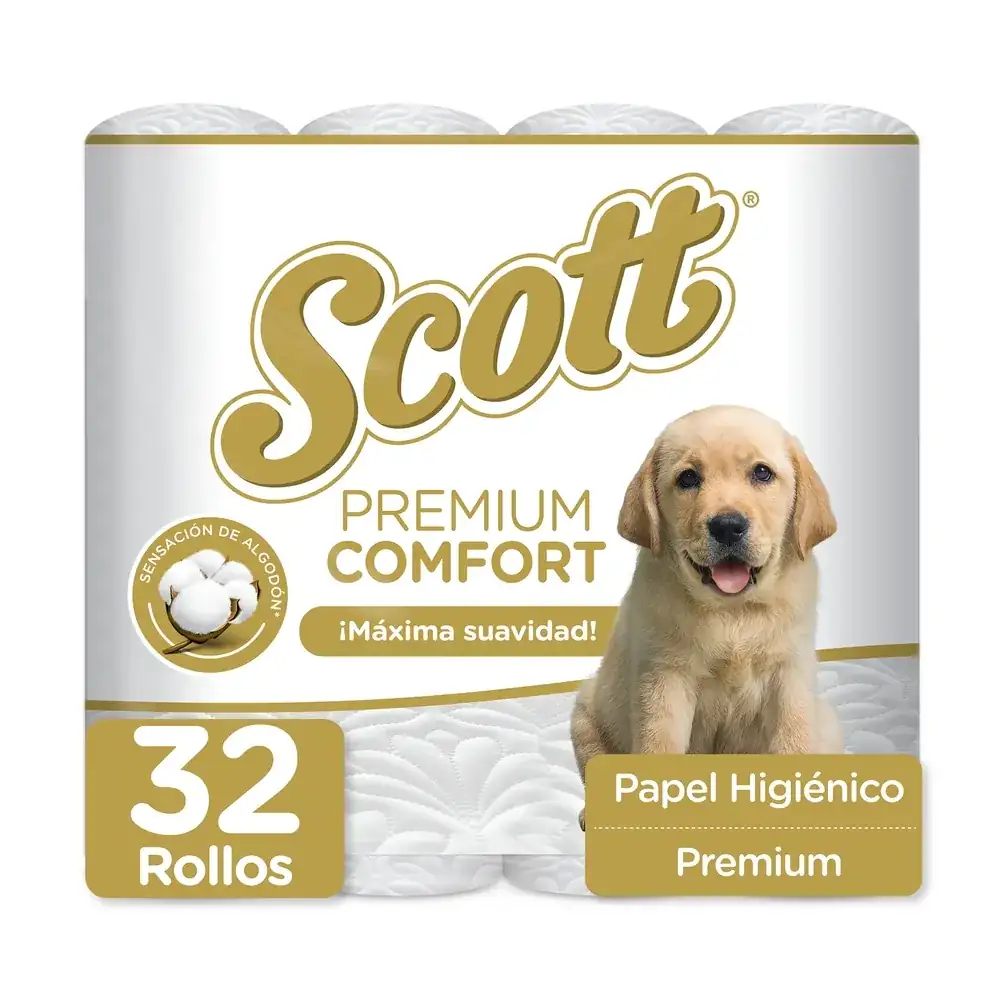 Scott®
PREMIUM
COMFORT
SENSACIÓN DE ALGODÓN*
¡Máxima suavidad!
32
Rollos
Papel Higiénico
Premium